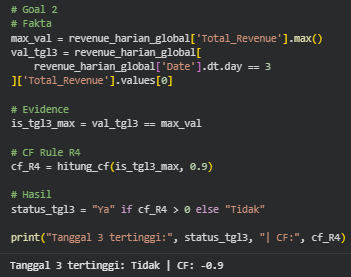 # Goal 2
# Fakta
max_val = revenue_harian_global['Total_Revenue'].max()
val_tgl3 = revenue_harian_global[
    revenue_harian_global['Date'].dt.day == 3
]['Total_Revenue'].values[0]

# Evidence
is_tgl3_max = val_tgl3 == max_val

# CF Rule R4
cf_R4 = hitung_cf(is_tgl3_max, 0.9)

# Hasil
status_tgl3 = "Ya" if cf_R4 > 0 else "Tidak"

print("Tanggal 3 tertinggi:", status_tgl3, "| CF:", cf_R4)

Tanggal 3 tertinggi: Tidak | CF: -0.9